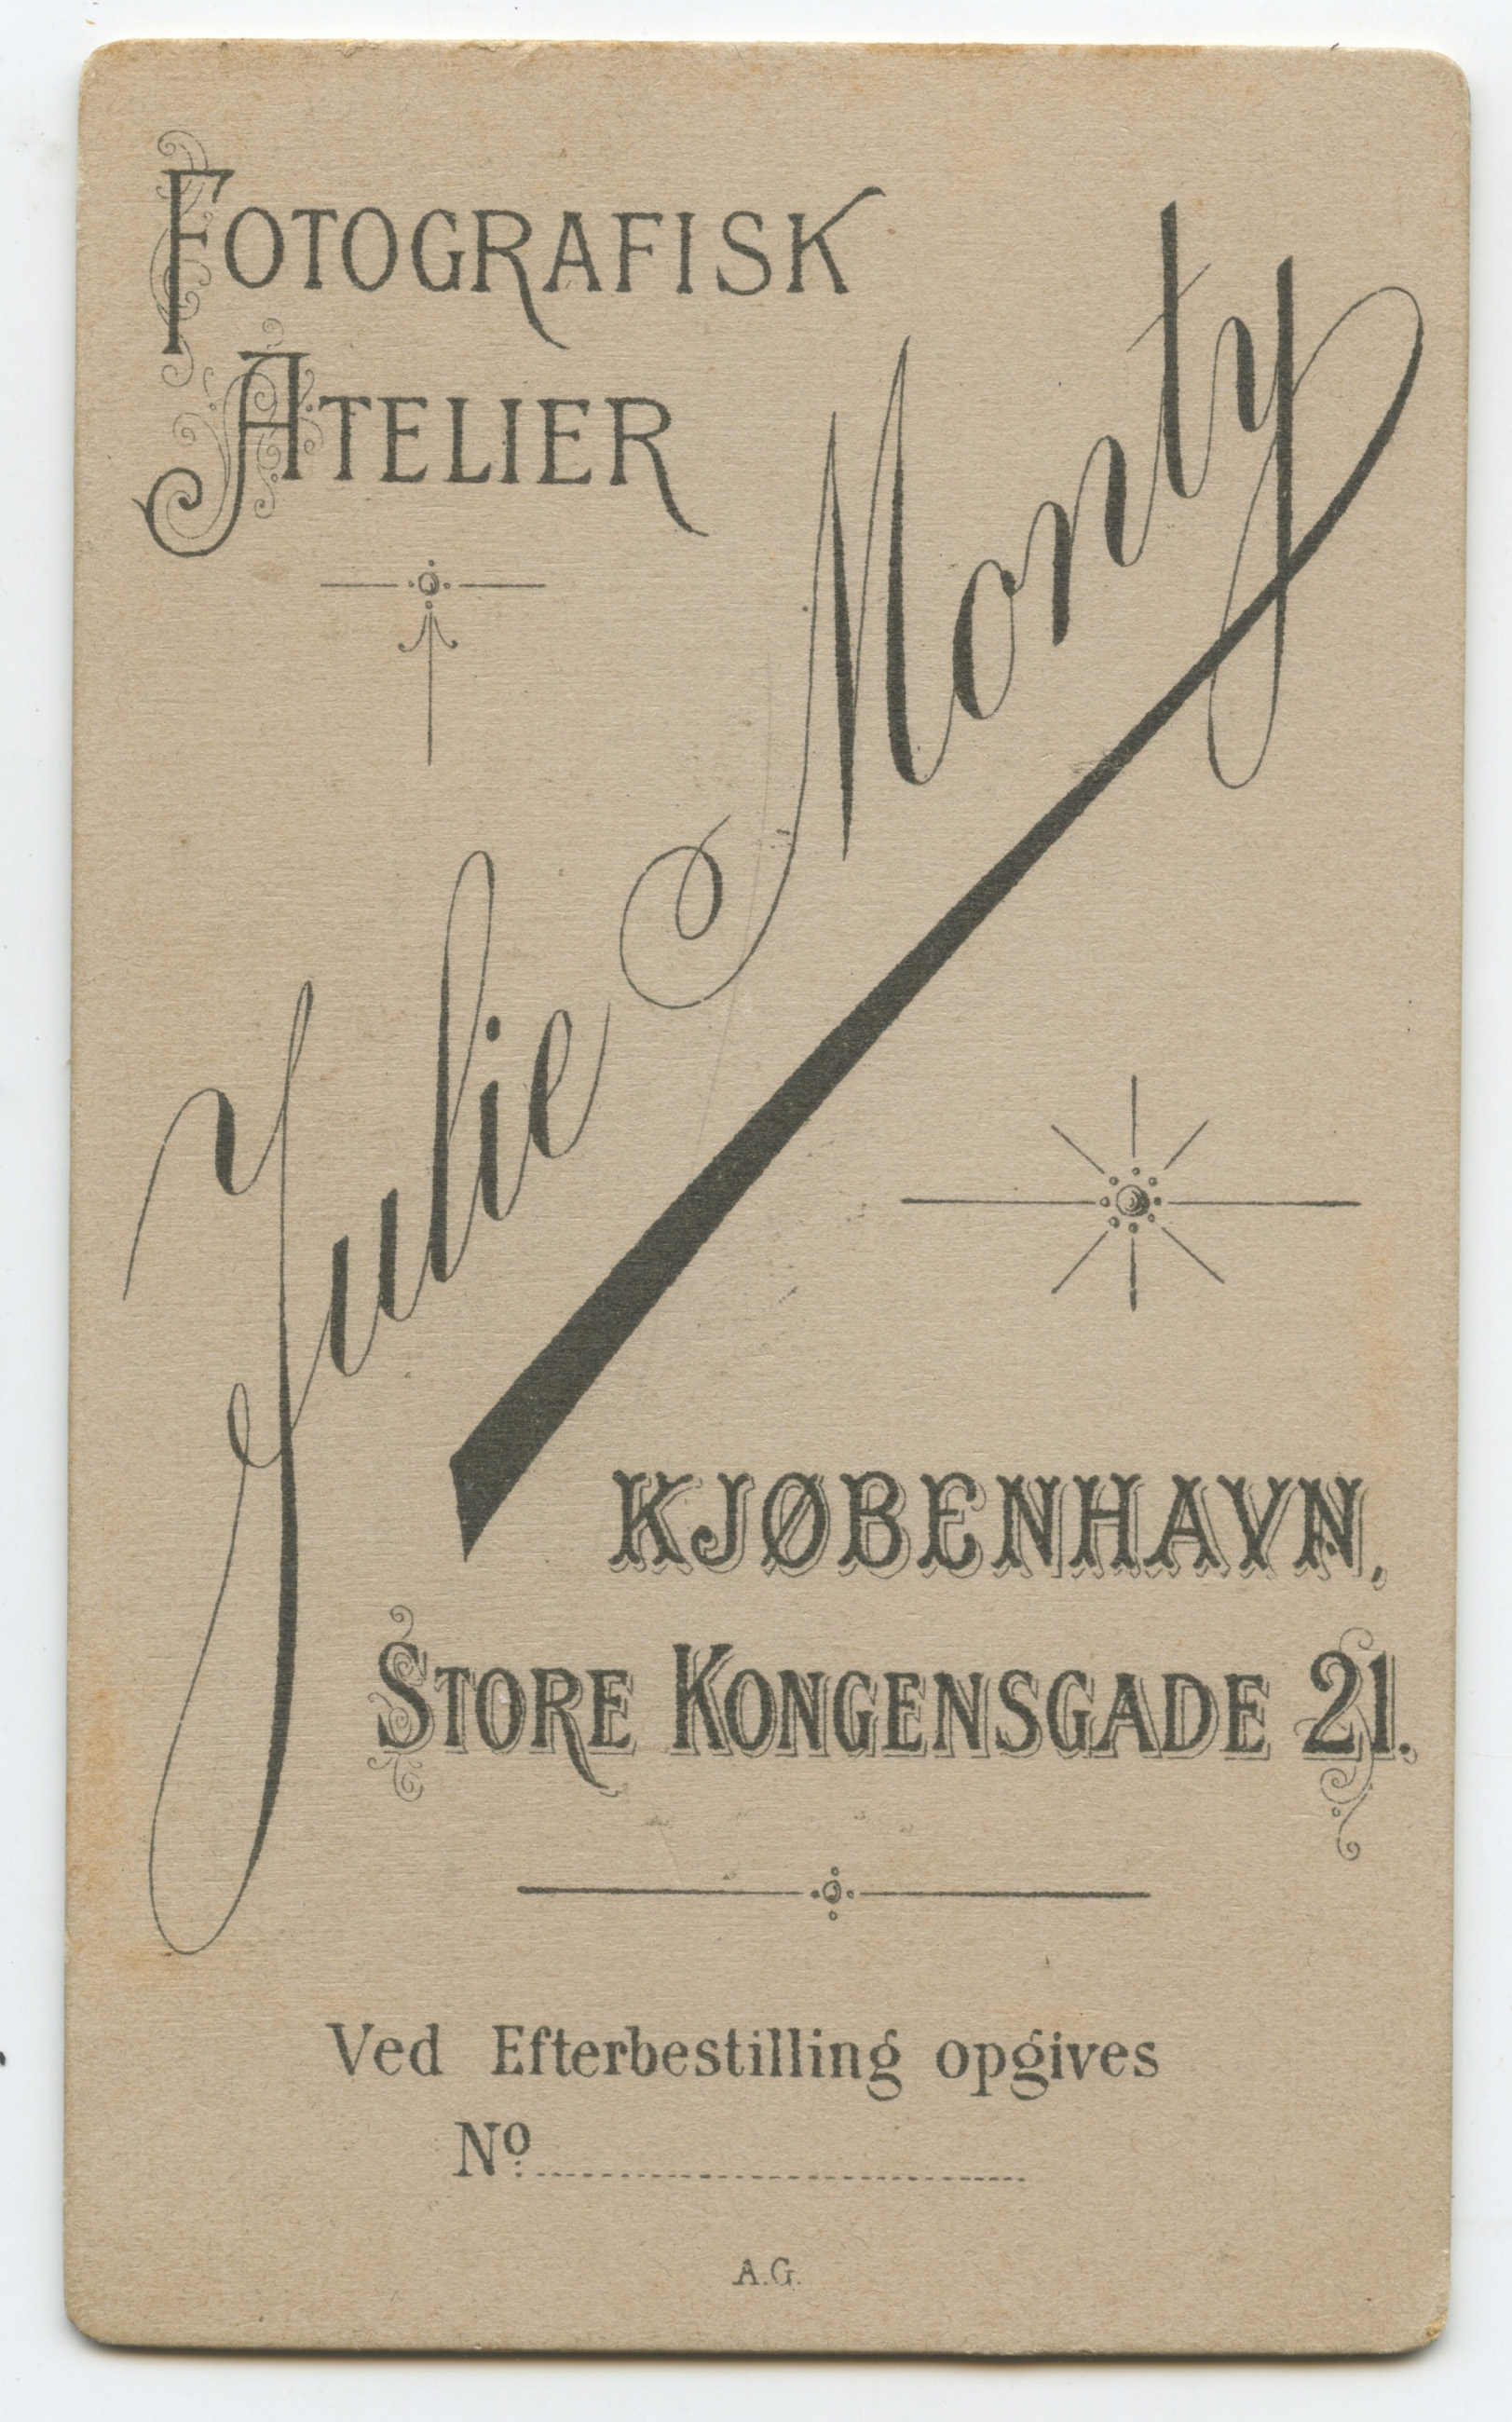 FOTOGRAFISK
ATELIER
Julie Monty
KJØBENHAVN,
STORE KONGENSGADE 21.
Ved Efterbestilling opgives
Nº
A.G.